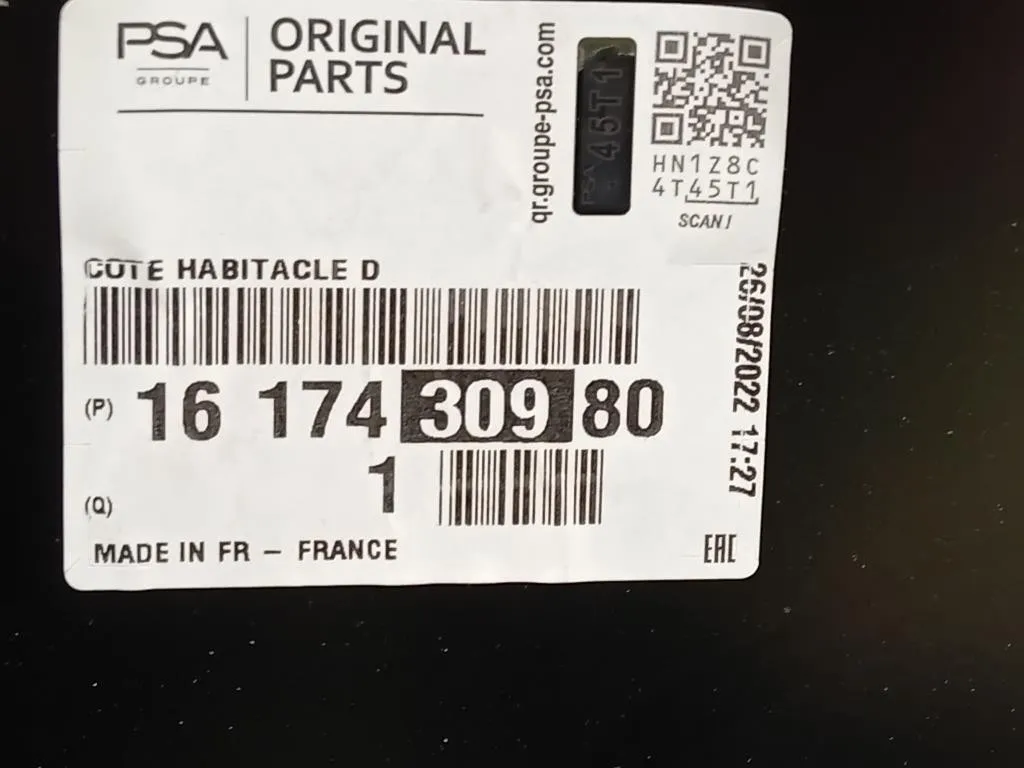 PSA
GROUPE
ORIGINAL
PARTS
qr.groupe-psa.com
PSA 45T1
HN1Z8C
4T45T1
SCAN!
COTE HABITACLE D
26/08/2022 17:27
(P) 16 174 309 80
(Q) 1
MADE IN FR – FRANCE
EAC